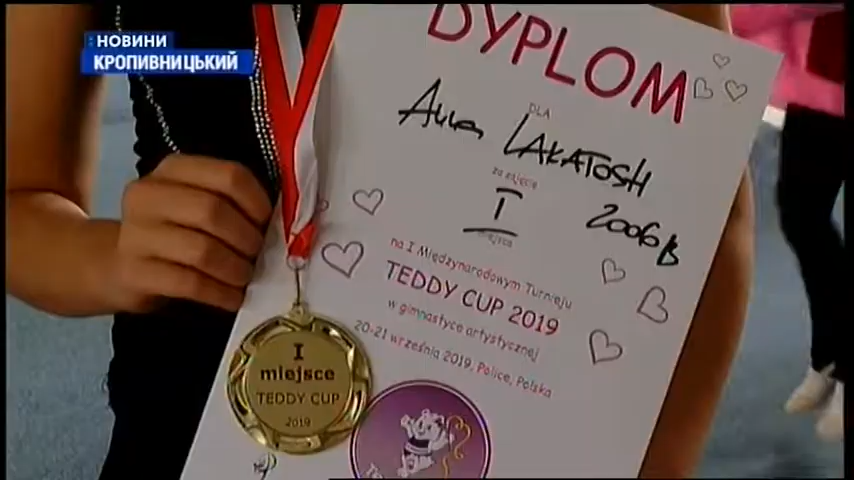 НОВИНИ
КРОПИВНИЦЬКИЙ
DYPLOM
DLA
Anna LAKATOSH
za zajęcie
I 2006 B
miejsca
na I Międzynarodowym Turnieju
TEDDY CUP 2019
w gimnastyce artystycznej
20-21 września 2019, Police, Polska
I
miejsce
TEDDY CUP
2019